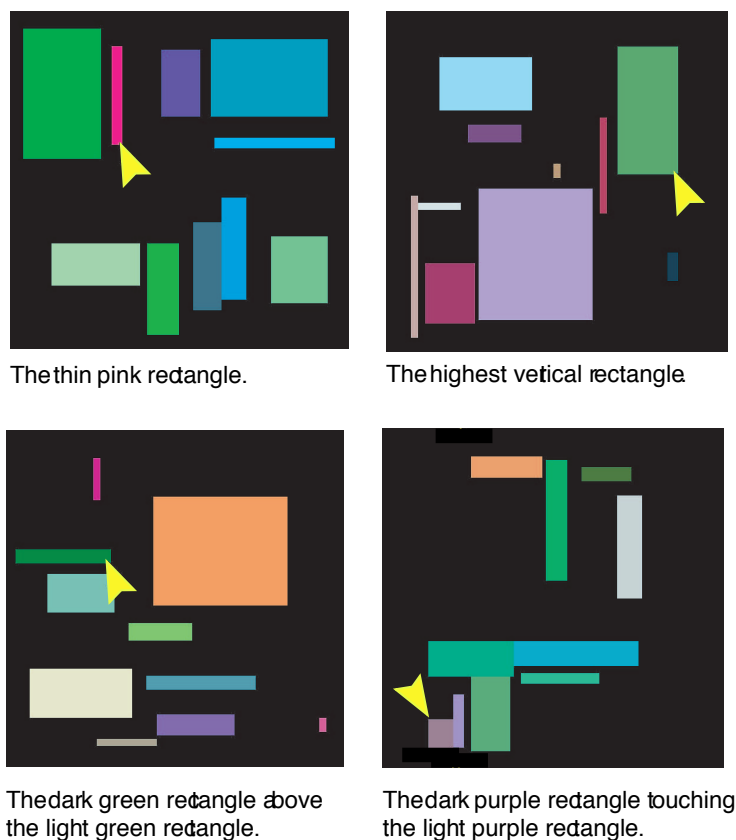 The thin pink rectangle.
The highest vertical rectangle.
The dark green rectangle above
the light green rectangle.
The dark purple rectangle touching
the light purple rectangle.